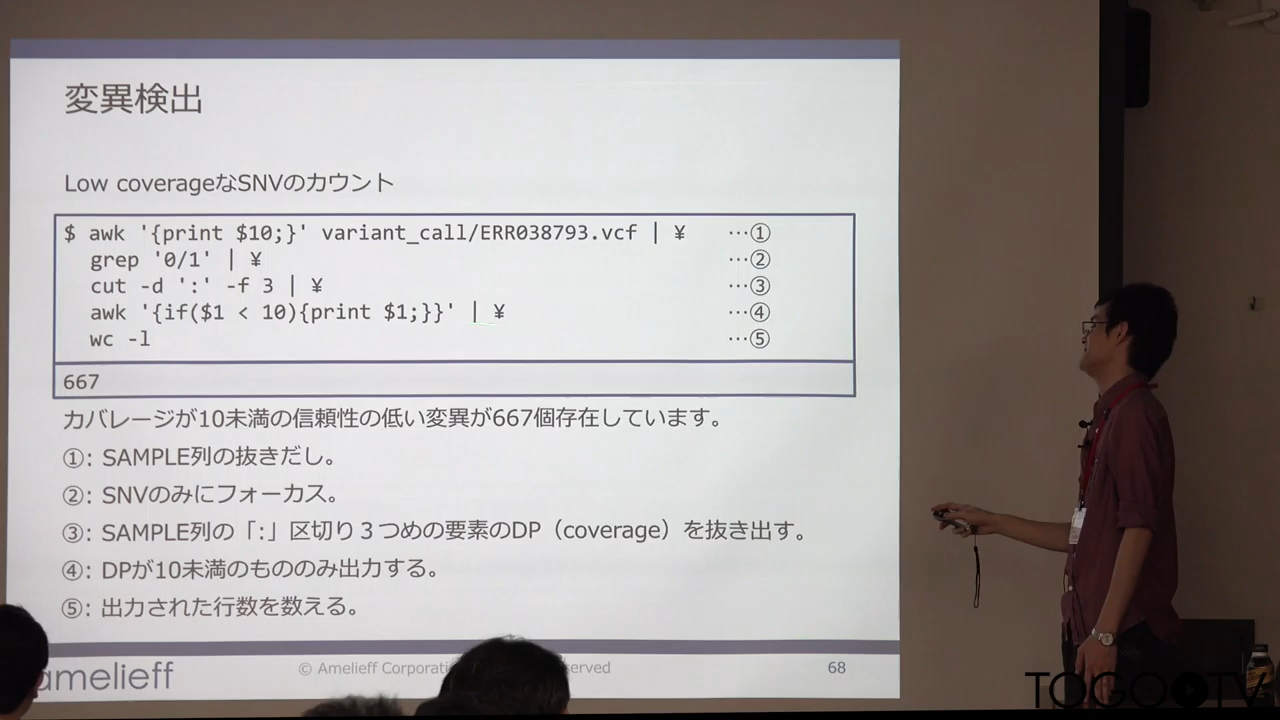 変異検出
Low coverageなSNVのカウント
$ awk '{print $10;}' variant_call/ERR038793.vcf | ¥ …①
grep '0/1' | ¥ …②
cut -d ':' -f 3 | ¥ …③
awk '{if($1 < 10){print $1;}}' | ¥ …④
wc -l …⑤
667
カバレージが10未満の信頼性の低い変異が667個存在しています。
①: SAMPLE列の抜きだし。
②: SNVのみにフォーカス。
③: SAMPLE列の「:」区切り３つめの要素のDP（coverage）を抜き出す。
④: DPが10未満のもののみ出力する。
⑤: 出力された行数を数える。
amelieff
© Amelieff
68
TOGO TV